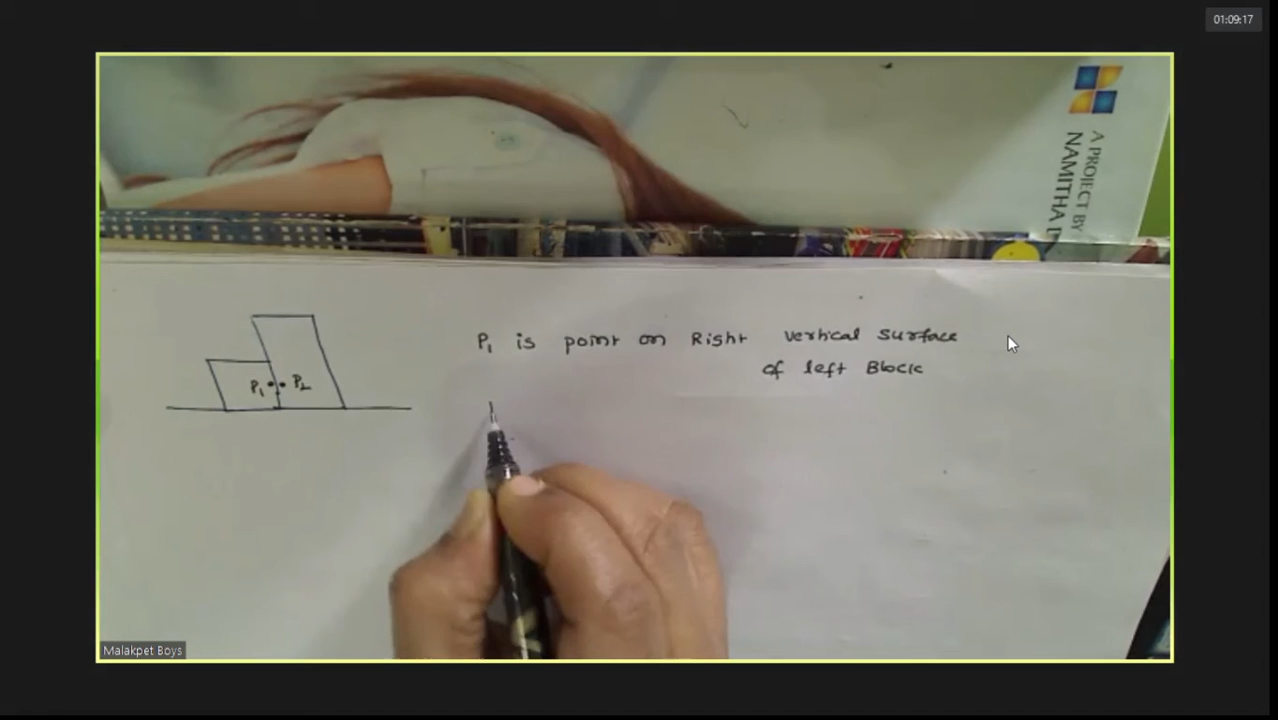 01:09:17
A PROJECT BY
NAMITHA
P₁ is point on Right vertical surface
of left Block
P₁ P₂
Malakpet Boys